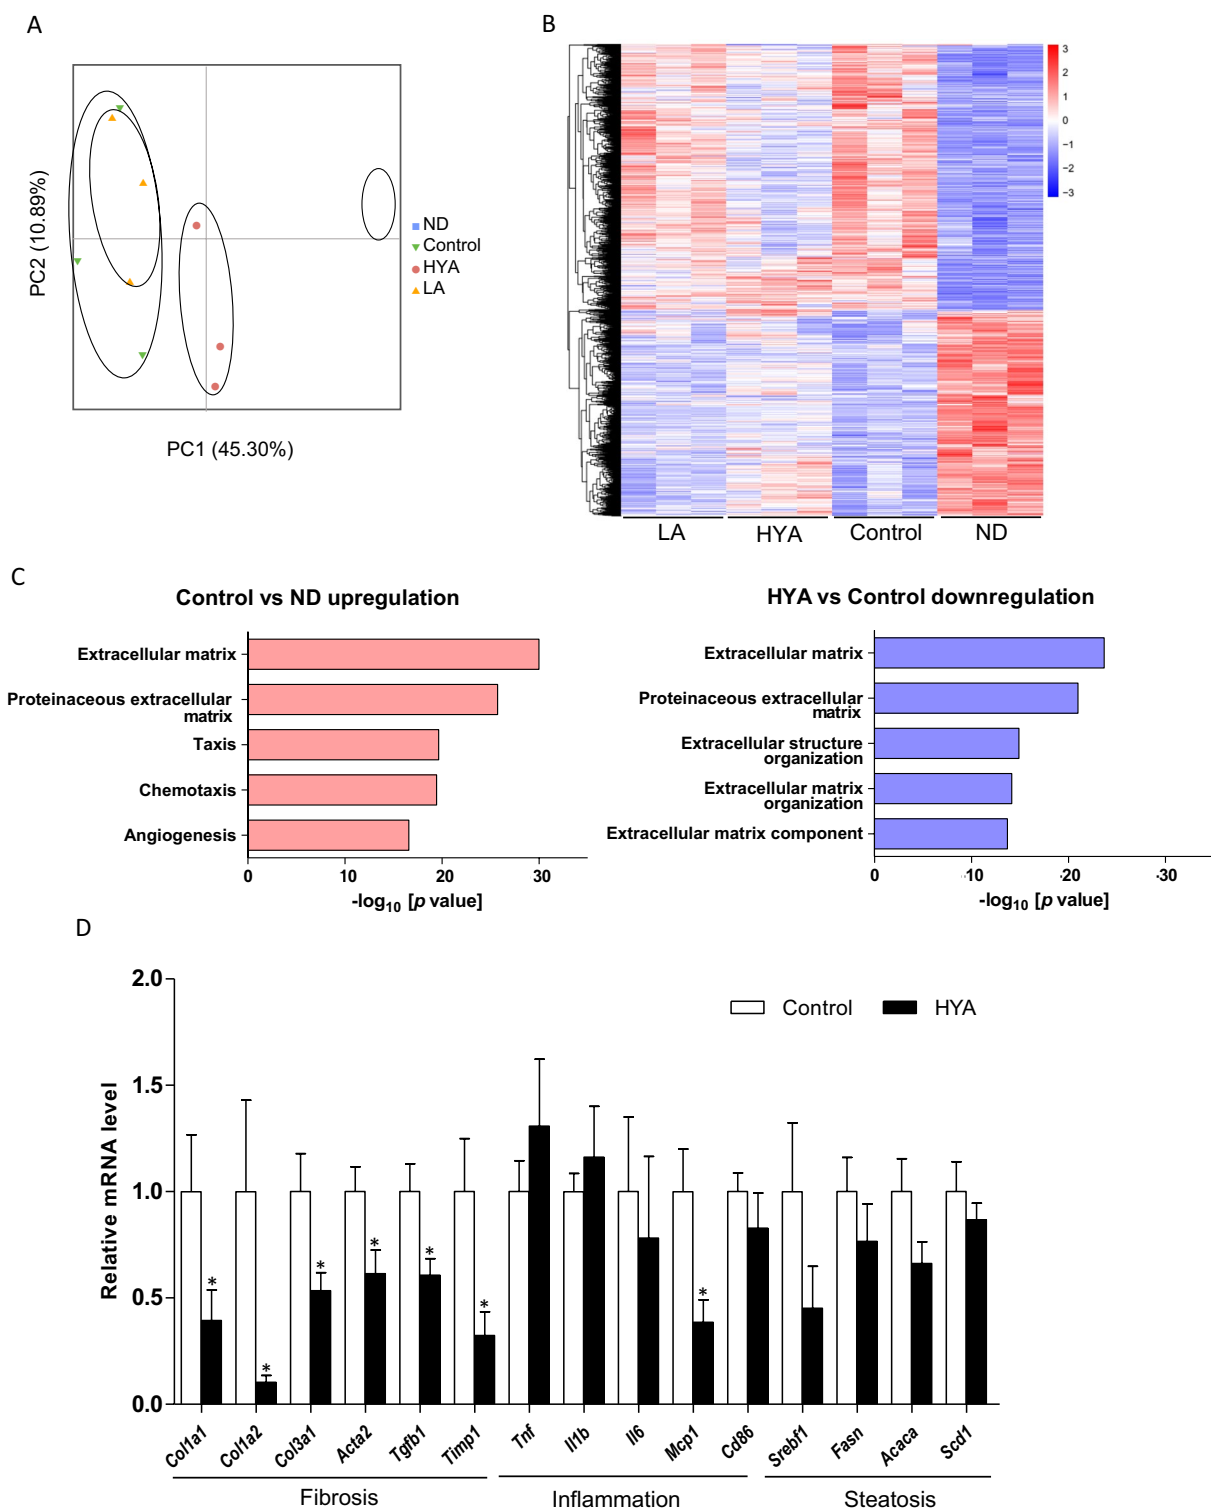 A
B
PC2 (10.89%)
PC1 (45.30%)
ND
Control
HYA
LA
3
2
1
0
−1
−2
−3
LA
HYA
Control
ND
C
Control vs ND upregulation
Extracellular matrix
Proteinaceous extracellular
matrix
Taxis
Chemotaxis
Angiogenesis
0
10
20
30
-log10 [p value]
HYA vs Control downregulation
Extracellular matrix
Proteinaceous extracellular
matrix
Extracellular structure
organization
Extracellular matrix
organization
Extracellular matrix component
0
-10
-20
-30
-log10 [p value]
D
Relative mRNA level
2.0
1.5
1.0
0.5
0.0
Control
HYA
* * * * * * *
Col1a1
Col1a2
Col3a1
Acta2
Tgfb1
Timp1
Tnf
Il1b
Il6
Mcp1
Cd86
Srebf1
Fasn
Acaca
Scd1
Fibrosis
Inflammation
Steatosis